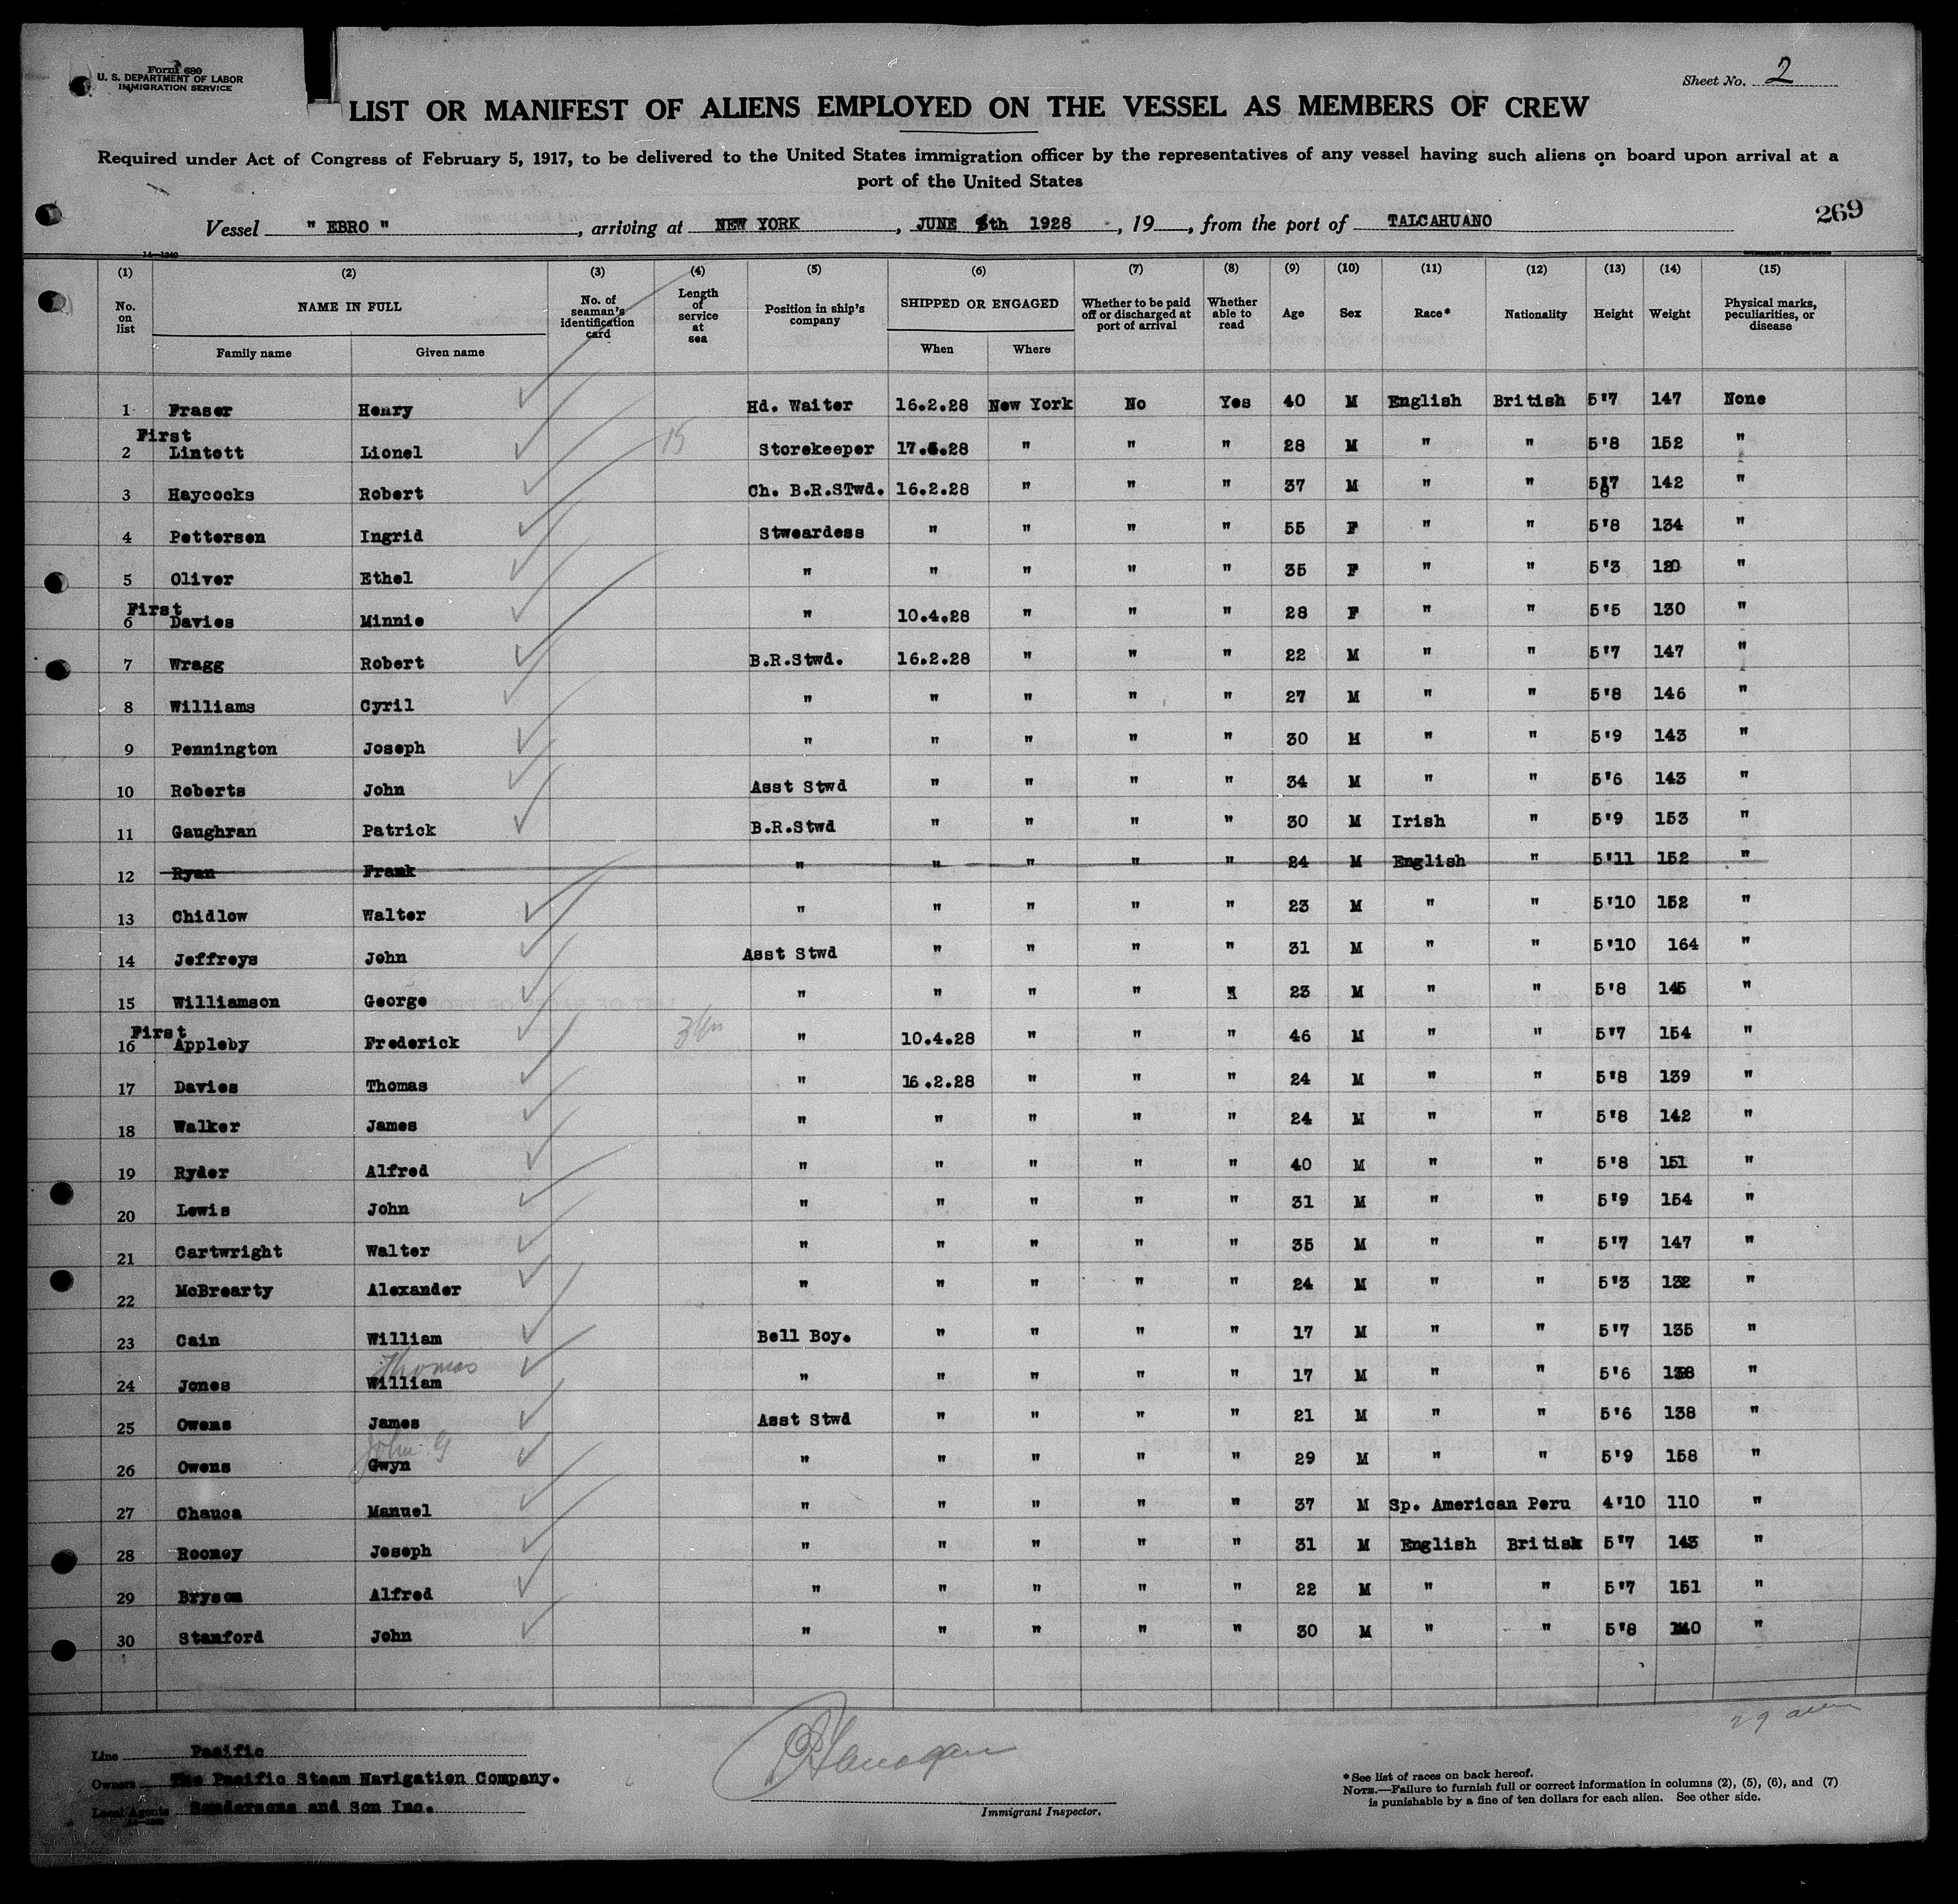 Form 680
U. S. DEPARTMENT OF LABOR
IMMIGRATION SERVICE
Sheet No. 2
LIST OR MANIFEST OF ALIENS EMPLOYED ON THE VESSEL AS MEMBERS OF CREW
Required under Act of Congress of February 5, 1917, to be delivered to the United States immigration officer by the representatives of any vessel having such aliens on board upon arrival at a
port of the United States
269
Vessel " EBRO ", arriving at NEW YORK, JUNE th 1928, 19, from the port of TALCAHUANO
(1) (2) (3) (4) (5) (6) (7) (8) (9) (10) (11) (12) (13) (14) (15)
No. on list NAME IN FULL No. of seaman's identification card Length of service at sea Position in ship's company SHIPPED OR ENGAGED Whether to be paid off or discharged at port of arrival Whether able to read Age Sex Race* Nationality Height Weight Physical marks, peculiarities, or disease
Family name Given name When Where
1 Fraser Henry Hd. Waiter 16.2.28 New York No Yes 40 M English British 5'7 147 None
First
2 Lintott Lionel 15 Storekeeper 17.5.28 " " " 28 M " " 5'8 152 "
3 Haycocks Robert Ch. B.R.STwd. 16.2.28 " " " 37 M " " 142 "
4 Petterson Ingrid Stweardess " " " " 55 F " " 5'8 134 "
5 Oliver Ethel " " " " " 35 F " " 5'3 120 "
First
6 Davies Minnie " 10.4.28 " " " 28 F " " 5'5 130 "
7 Wragg Robert B.R.Stwd. 16.2.28 " " " 22 M " " 5'7 147 "
8 Williams Cyril " " " " " 27 M " " 5'8 146 "
9 Pennington Joseph " " " " " 30 M " " 5'9 143 "
10 Roberts John Asst Stwd " " " " 34 M " " 5'6 143 "
11 Gaughran Patrick B.R.Stwd " " " " 30 M Irish " 5'9 153 "
12 Ryan Frank " " " " " 24 M English " 5'11 152 "
13 Chidlow Walter " " " " " 23 M " " 5'10 152 "
14 Jeffreys John Asst Stwd " " " " 31 M " " 5'10 164 "
15 Williamson George " " " " " 23 M " " 5'8 145 "
First
16 Appleby Frederick " 10.4.28 " " " 46 M " " 5'7 154 "
17 Davies Thomas " 16.2.28 " " " 24 M " " 5'8 139 "
18 Walker James " " " " " 24 M " " 5'8 142 "
19 Ryder Alfred " " " " " 40 M " " 5'8 151 "
20 Lewis John " " " " " 31 M " " 5'9 154 "
21 Cartwright Walter " " " " " 35 M " " 5'7 147 "
22 McBrearty Alexander " " " " " 24 M " " 5'3 132 "
23 Cain William Bell Boy. " " " " 17 M " " 5'7 135 "
Thomas
24 Jones William " " " " " 17 M " " 5'6 138 "
25 Owens James Asst Stwd " " " " 21 M " " 5'6 138 "
John. G
26 Owens Gwyn " " " " " 29 M " " 5'9 158 "
27 Chauca Manuel " " " " " 37 M Sp. American Peru 4'10 110 "
28 Rooney Joseph " " " " " 31 M English British 5'7 143 "
29 Bryson Alfred " " " " " 22 M " " 5'7 151 "
30 Stanford John " " " " " 30 M " " 5'8 140 "
29
Line Pacific
Owners The Pacific Steam Navigation Company.
Local Agents Sandersons and Son Inc.
Immigrant Inspector.
* See list of races on back hereof.
NOTE.—Failure to furnish full or correct information in columns (2), (5), (6), and (7)
is punishable by a fine of ten dollars for each alien. See other side.